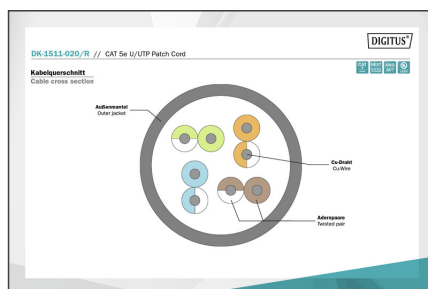 DIGITUS®
DK-1511-020/R // CAT 5e U/UTP Patch Cord
Kabelquerschnitt
Cable cross section
Außenmantel
Outer jacket
Cu-Draht
Cu-Wire
Adernpaare
Twisted pair